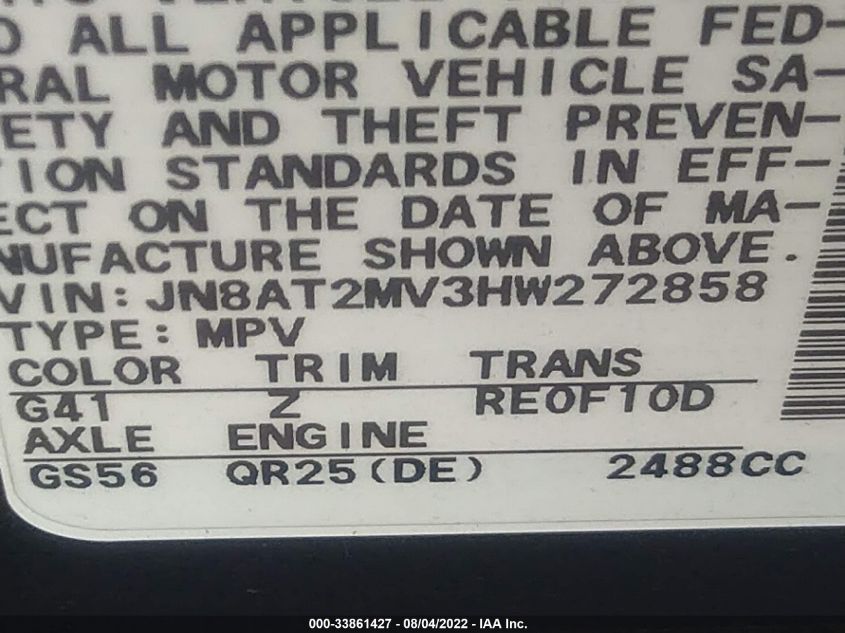 ALL APPLICABLE FED-
RAL MOTOR VEHICLE SA-
ETY AND THEFT PREVEN-
ION STANDARDS IN EFF-
ECT ON THE DATE OF MA-
NUFACTURE SHOWN ABOVE.
VIN: JN8AT2MV3HW272858
TYPE: MPV
COLOR TRIM TRANS
G41 Z RE0F10D
AXLE ENGINE
GS56 QR25(DE) 2488CC
000-33861427 - 08/04/2022 - IAA Inc.